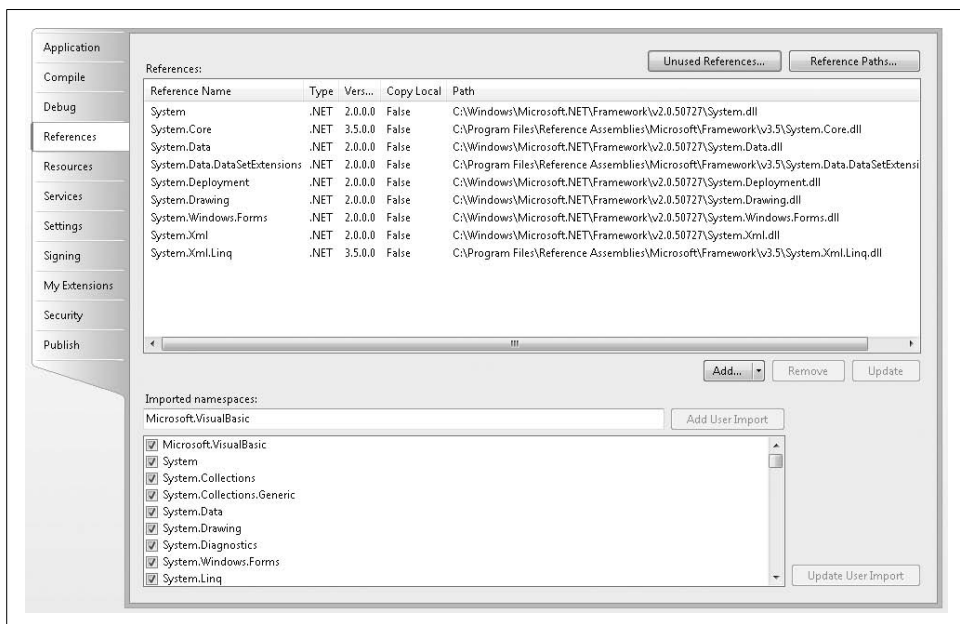 Application
Compile
Debug
References
Resources
Services
Settings
Signing
My Extensions
Security
Publish
References:
Unused References...
Reference Paths...
Reference Name Type Vers... Copy Local Path
System .NET 2.0.0.0 False C:\Windows\Microsoft.NET\Framework\v2.0.50727\System.dll
System.Core .NET 3.5.0.0 False C:\Program Files\Reference Assemblies\Microsoft\Framework\v3.5\System.Core.dll
System.Data .NET 2.0.0.0 False C:\Windows\Microsoft.NET\Framework\v2.0.50727\System.Data.dll
System.Data.DataSetExtensions .NET 2.0.0.0 False C:\Program Files\Reference Assemblies\Microsoft\Framework\v3.5\System.Data.DataSetExtensi
System.Deployment .NET 2.0.0.0 False C:\Windows\Microsoft.NET\Framework\v2.0.50727\System.Deployment.dll
System.Drawing .NET 2.0.0.0 False C:\Windows\Microsoft.NET\Framework\v2.0.50727\System.Drawing.dll
System.Windows.Forms .NET 2.0.0.0 False C:\Windows\Microsoft.NET\Framework\v2.0.50727\System.Windows.Forms.dll
System.Xml .NET 2.0.0.0 False C:\Windows\Microsoft.NET\Framework\v2.0.50727\System.Xml.dll
System.Xml.Linq .NET 3.5.0.0 False C:\Program Files\Reference Assemblies\Microsoft\Framework\v3.5\System.Xml.Linq.dll
Add...
Remove
Update
Imported namespaces:
Microsoft.VisualBasic
Add User Import
Microsoft.VisualBasic
System
System.Collections
System.Collections.Generic
System.Data
System.Drawing
System.Diagnostics
System.Windows.Forms
System.Linq
Update User Import